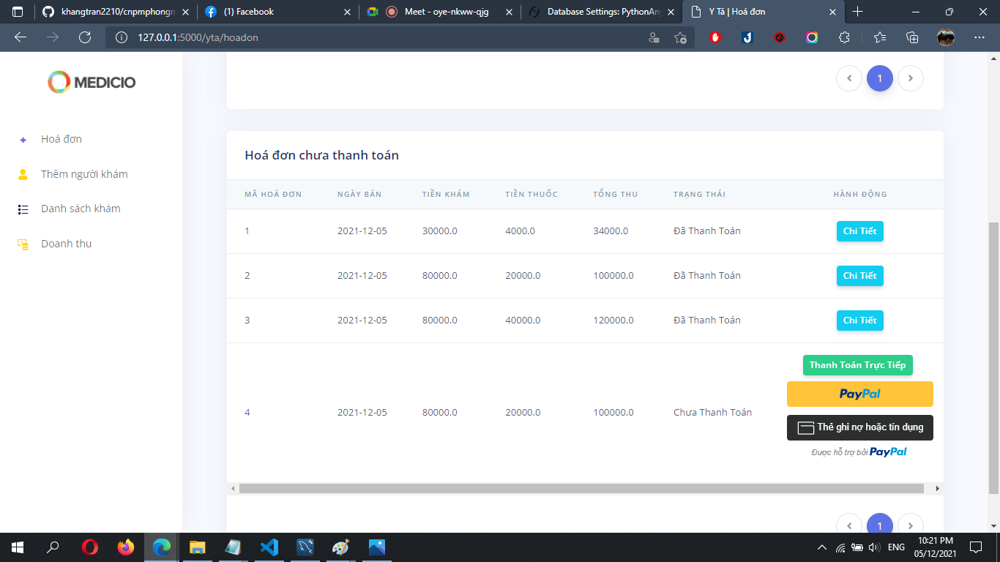 khangtran2210/cnpmphongm
(1) Facebook
Meet - oye-nkww-qjg
Database Settings: PythonAny
Y Tá | Hoá đơn
127.0.0.1:5000/yta/hoadon
MEDICIO
1
Hoá đơn
Thêm người khám
Danh sách khám
Doanh thu
Hoá đơn chưa thanh toán
MÃ HOÁ ĐƠN NGÀY BÁN TIỀN KHÁM TIỀN THUỐC TỔNG THU TRẠNG THÁI HÀNH ĐỘNG
1 2021-12-05 30000.0 4000.0 34000.0 Đã Thanh Toán Chi Tiết
2 2021-12-05 80000.0 20000.0 100000.0 Đã Thanh Toán Chi Tiết
3 2021-12-05 80000.0 40000.0 120000.0 Đã Thanh Toán Chi Tiết
Thanh Toán Trực Tiếp
PayPal
4 2021-12-05 80000.0 20000.0 100000.0 Chưa Thanh Toán
Thẻ ghi nợ hoặc tín dụng
Được hỗ trợ bởi PayPal
1
ENG
10:21 PM
05/12/2021